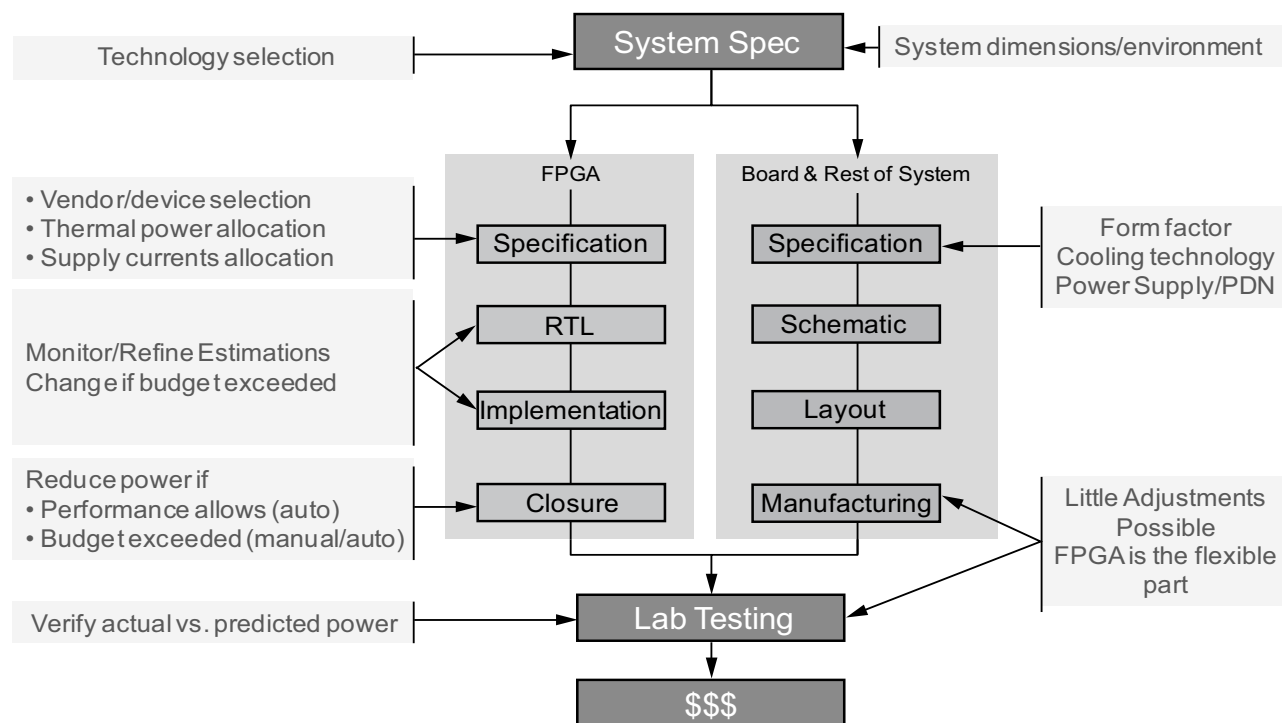 System Spec
Technology selection
System dimensions/environment
FPGA
Board & Rest of System
• Vendor/device selection
• Thermal power allocation
• Supply currents allocation
Specification
Specification
Form factor
Cooling technology
Power Supply/PDN
Monitor/Refine Estimations
Change if budget exceeded
RTL
Schematic
Implementation
Layout
Reduce power if
• Performance allows (auto)
• Budget exceeded (manual/auto)
Closure
Manufacturing
Little Adjustments
Possible
FPGA is the flexible
part
Verify actual vs. predicted power
Lab Testing
$$$